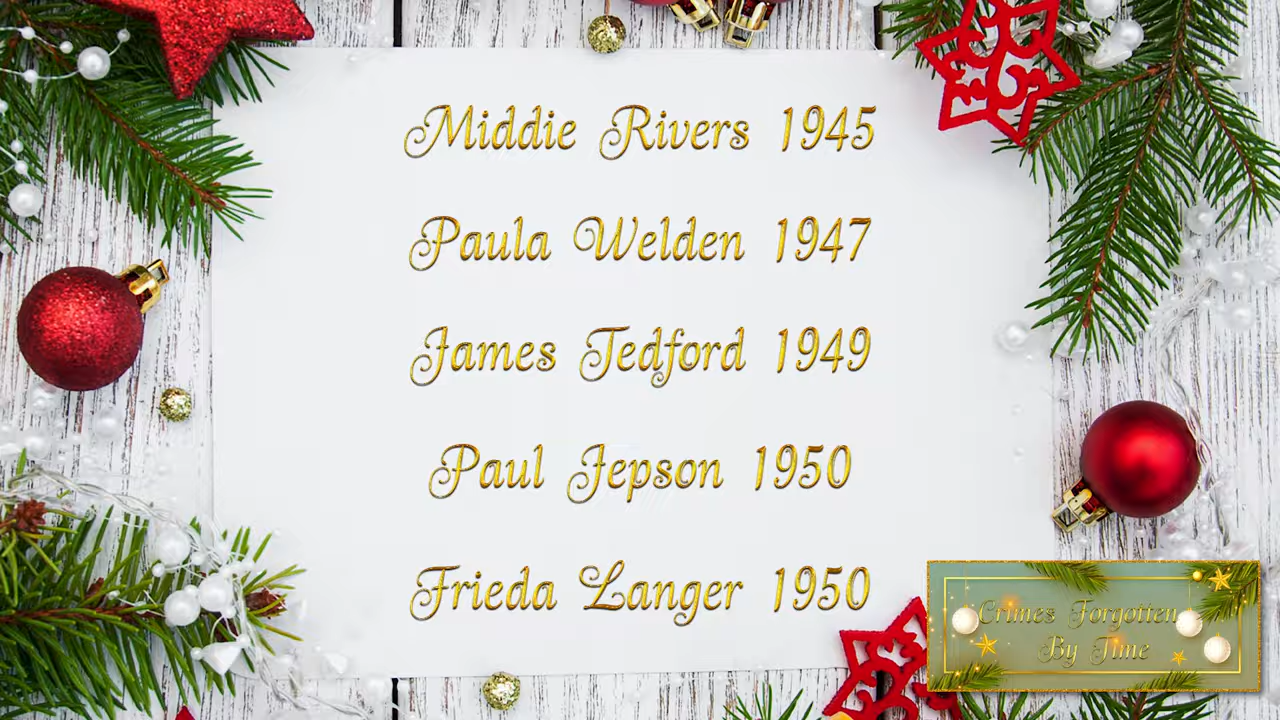 Middie Rivers 1945
Paula Welden 1947
James Tedford 1949
Paul Jepson 1950
Frieda Langer 1950
Crimes Forgotten
By Time